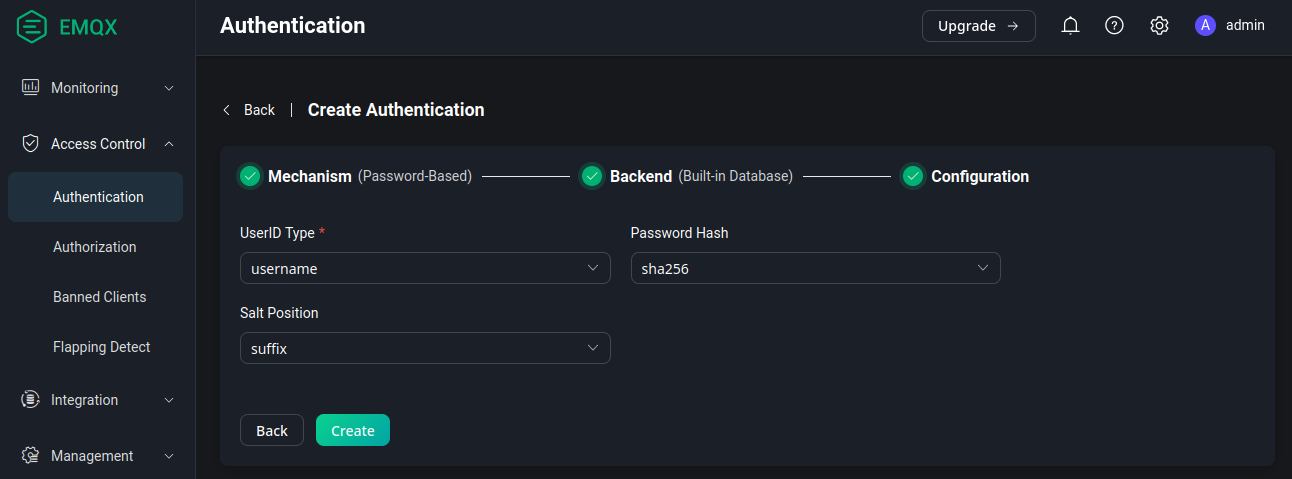 EMQX
Authentication
Upgrade →
A admin
Monitoring
Access Control
Authentication
Authorization
Banned Clients
Flapping Detect
Integration
Management
Back | Create Authentication
Mechanism (Password-Based) Backend (Built-in Database) Configuration
UserID Type * Password Hash
username sha256
Salt Position
suffix
Back Create